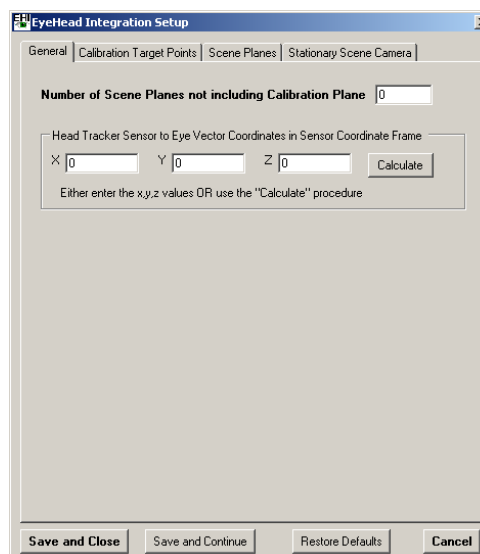 EyeHead Integration Setup
General Calibration Target Points Scene Planes Stationary Scene Camera
Number of Scene Planes not including Calibration Plane 0
Head Tracker Sensor to Eye Vector Coordinates in Sensor Coordinate Frame
X 0 Y 0 Z 0 Calculate
Either enter the x,y,z values OR use the "Calculate" procedure
Save and Close Save and Continue Restore Defaults Cancel